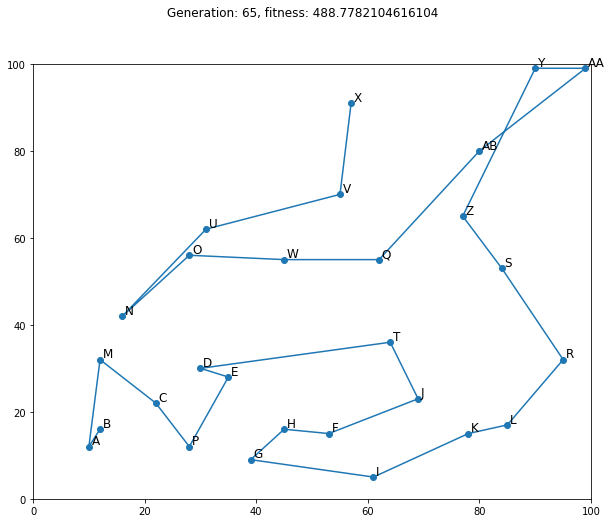 Generation: 65, fitness: 488.7782104616104
100
Y AA
X
80
AB
V
Z
U
60
O W Q
S
N
40
T
M R
D
E
20
C J
L
B H F K
A P
G
I
0
0 20 40 60 80 100